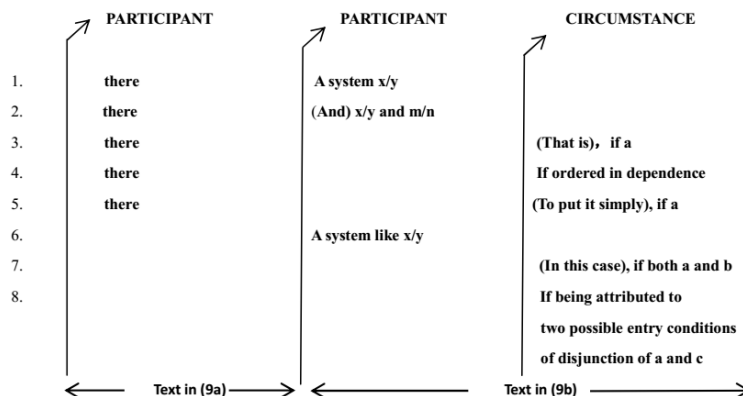 PARTICIPANT PARTICIPANT CIRCUMSTANCE
1. there A system x/y
2. there (And) x/y and m/n
3. there (That is), if a
4. there If ordered in dependence
5. there (To put it simply), if a
6. A system like x/y
7. (In this case), if both a and b
8. If being attributed to
two possible entry conditions
of disjunction of a and c
Text in (9a) Text in (9b)